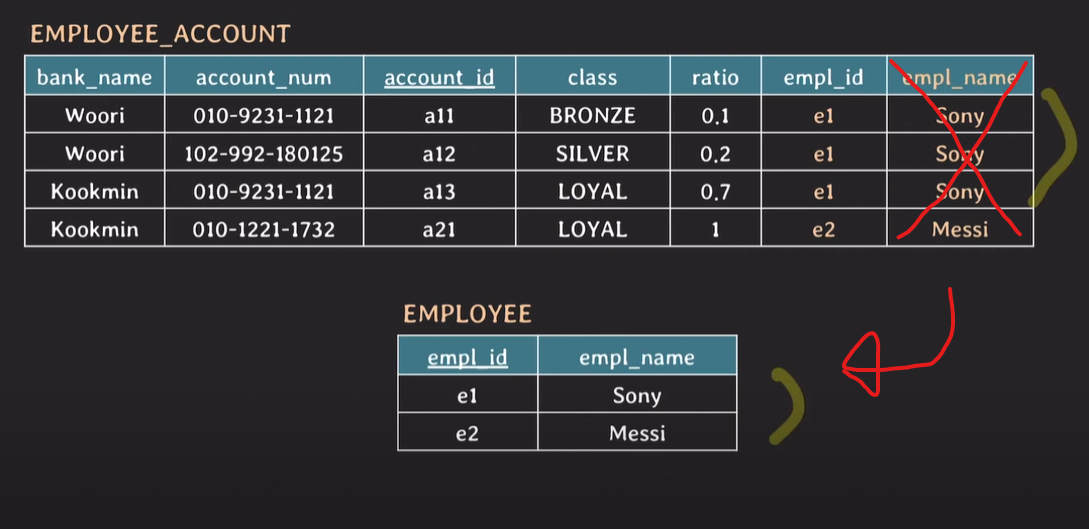 EMPLOYEE_ACCOUNT
bank_name account_num account_id class ratio empl_id empl_name
Woori 010-9231-1121 a11 BRONZE 0.1 e1 Sony
Woori 102-992-180125 a12 SILVER 0.2 e1 Sony
Kookmin 010-9231-1121 a13 LOYAL 0.7 e1 Sony
Kookmin 010-1221-1732 a21 LOYAL 1 e2 Messi
EMPLOYEE
empl_id empl_name
e1 Sony
e2 Messi